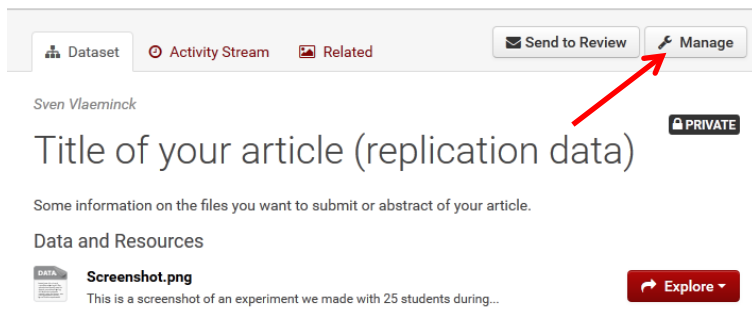 Dataset Activity Stream Related Send to Review Manage
Sven Vlaeminck
PRIVATE
Title of your article (replication data)
Some information on the files you want to submit or abstract of your article.
Data and Resources
DATA
Screenshot.png
Explore
This is a screenshot of an experiment we made with 25 students during...